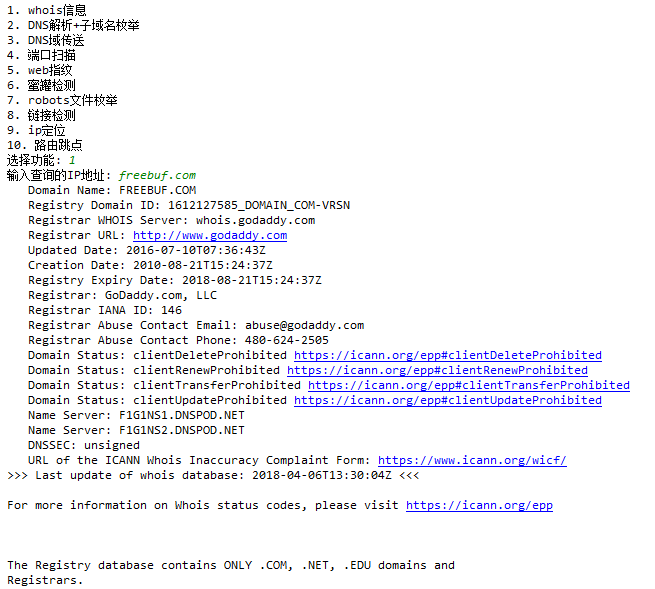 1. whois信息
2. DNS解析+子域名枚举
3. DNS域传送
4. 端口扫描
5. web指纹
6. 蜜罐检测
7. robots文件枚举
8. 链接检测
9. ip定位
10. 路由跳点
选择功能: 1
输入查询的IP地址: freebuf.com
Domain Name: FREEBUF.COM
Registry Domain ID: 1612127585_DOMAIN_COM-VRSN
Registrar WHOIS Server: whois.godaddy.com
Registrar URL: http://www.godaddy.com
Updated Date: 2016-07-10T07:36:43Z
Creation Date: 2010-08-21T15:24:37Z
Registry Expiry Date: 2018-08-21T15:24:37Z
Registrar: GoDaddy.com, LLC
Registrar IANA ID: 146
Registrar Abuse Contact Email: abuse@godaddy.com
Registrar Abuse Contact Phone: 480-624-2505
Domain Status: clientDeleteProhibited https://icann.org/epp#clientDeleteProhibited
Domain Status: clientRenewProhibited https://icann.org/epp#clientRenewProhibited
Domain Status: clientTransferProhibited https://icann.org/epp#clientTransferProhibited
Domain Status: clientUpdateProhibited https://icann.org/epp#clientUpdateProhibited
Name Server: F1G1NS1.DNSPOD.NET
Name Server: F1G1NS2.DNSPOD.NET
DNSSEC: unsigned
URL of the ICANN Whois Inaccuracy Complaint Form: https://www.icann.org/wicf/
>>> Last update of whois database: 2018-04-06T13:30:04Z <<<
For more information on Whois status codes, please visit https://icann.org/epp
The Registry database contains ONLY .COM, .NET, .EDU domains and
Registrars.